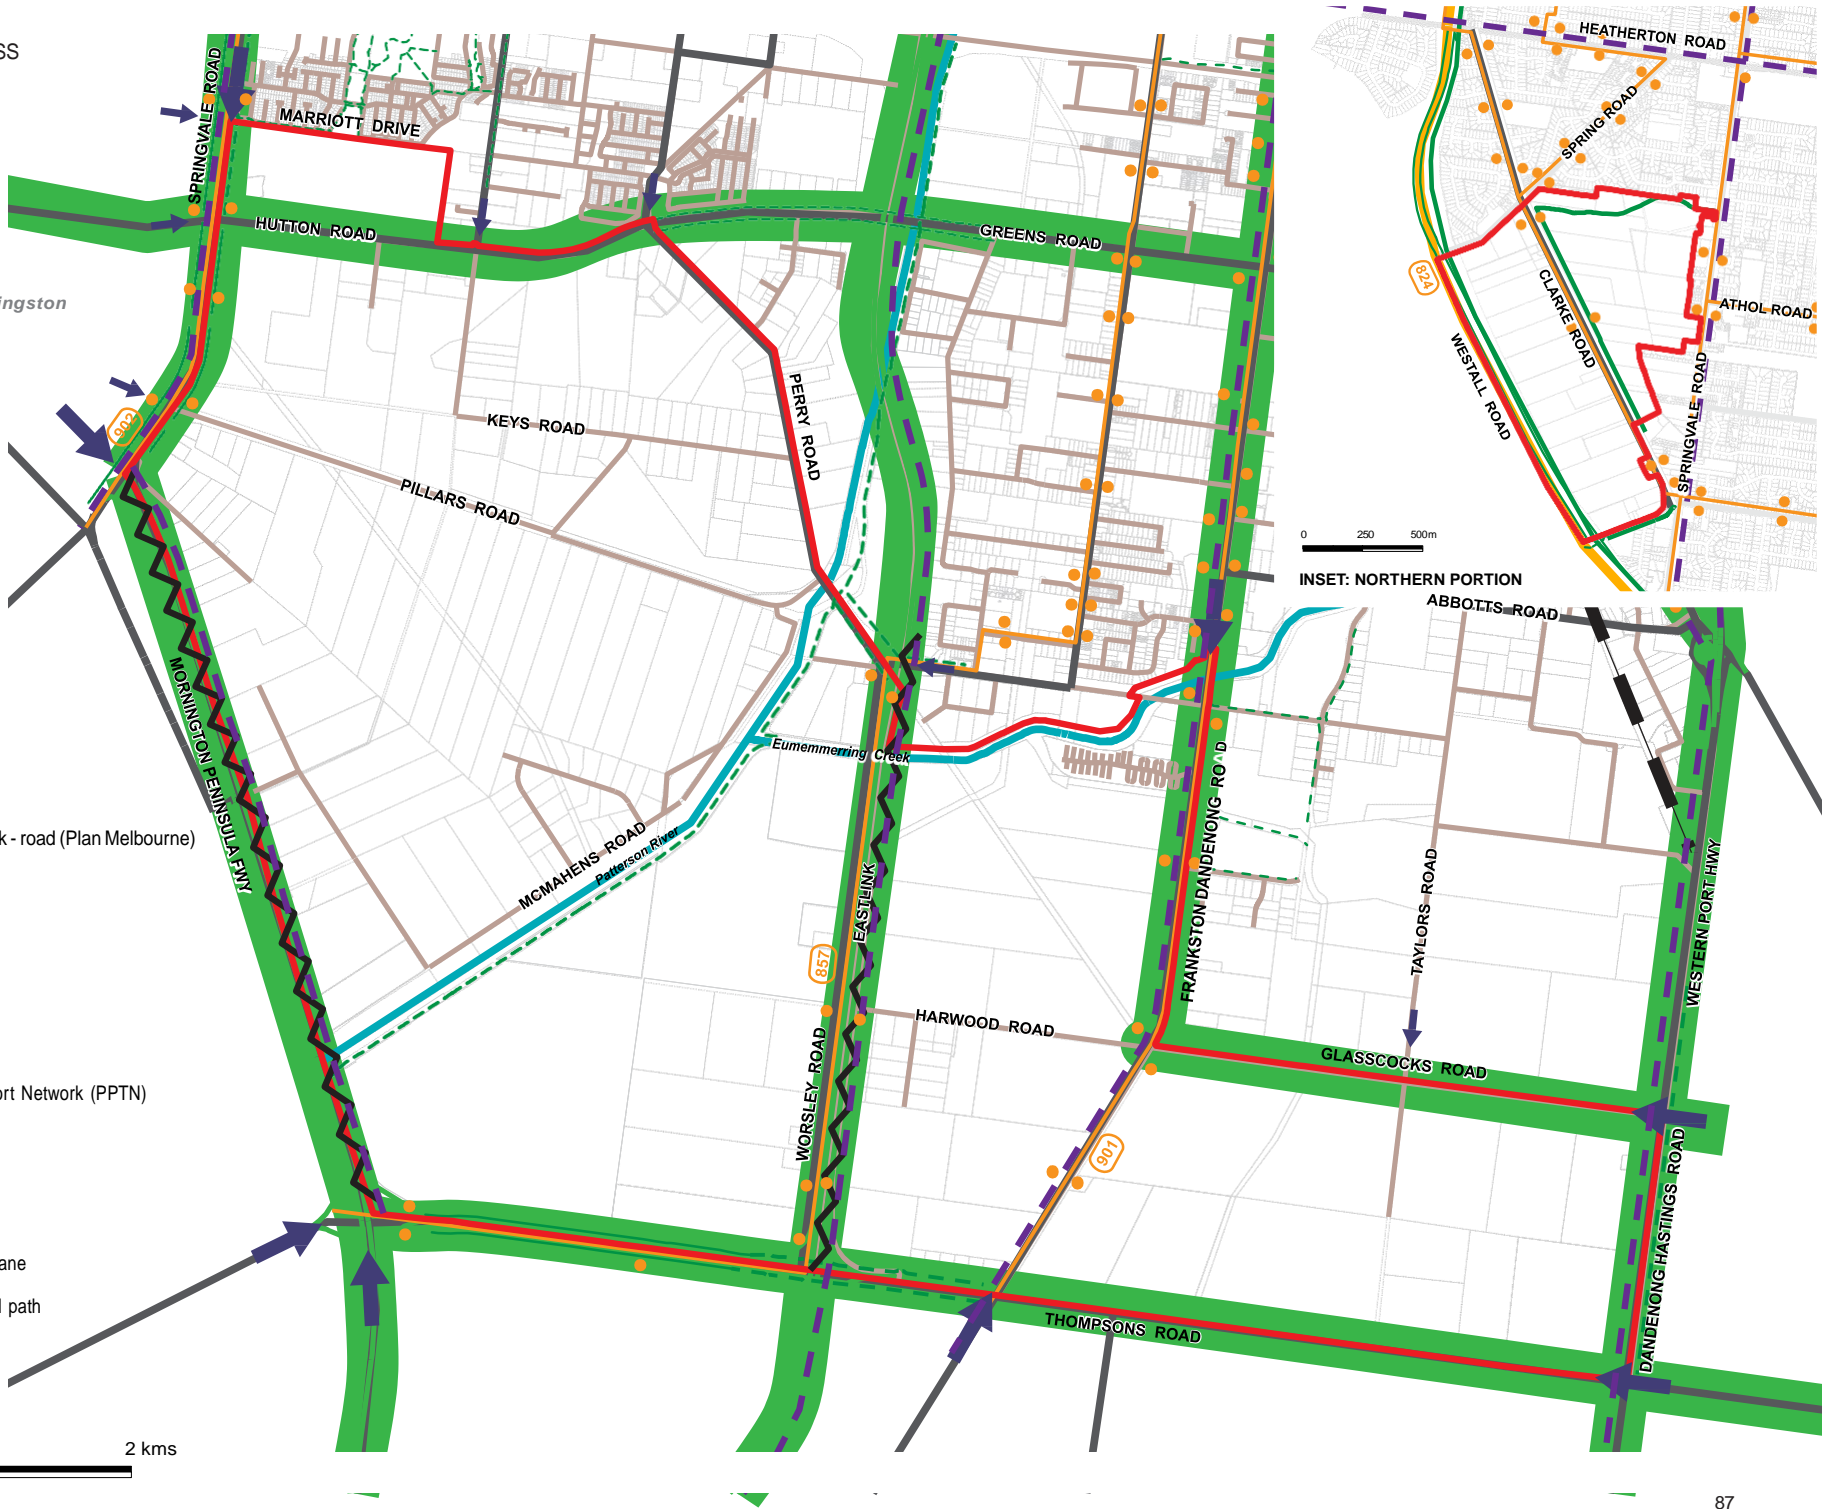 SS
SPRINGVALE ROAD
MARRIOTT DRIVE
HUTTON ROAD
GREENS ROAD
ingston
902
KEYS ROAD
PERRY ROAD
PILLARS ROAD
MORNINGTON PENINSULA FWY
Eumemmerring Creek
MCMAHENS ROAD
Patterson River
k - road (Plan Melbourne)
EASTLINK
857
WORSLEY ROAD
HARWOOD ROAD
FRANKSTON DANDENONG RO D
TAYLORS ROAD
GLASSCOCKS ROAD
WESTERN PORT HWY
901
DANDENONG HASTINGS ROAD
THOMPSONS ROAD
ort Network (PPTN)
ane
l path
2 kms
HEATHERTON ROAD
SPRING ROAD
824
CLARKE ROAD
WESTALL ROAD
ATHOL ROAD
SPRINGVALE ROAD
0 250 500m
INSET: NORTHERN PORTION
ABBOTTS ROAD
87